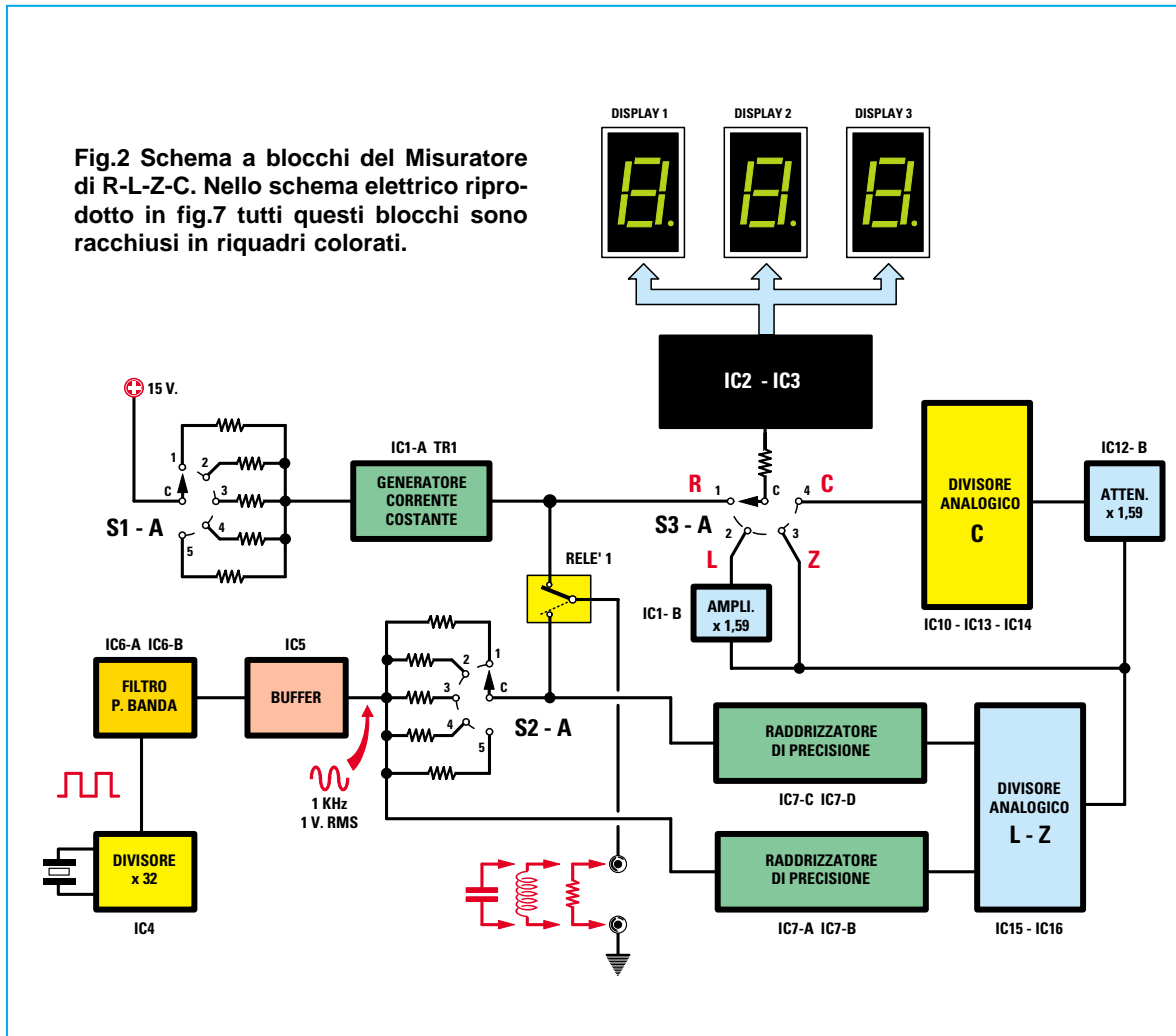 DISPLAY 1
DISPLAY 2
DISPLAY 3
Fig.2 Schema a blocchi del Misuratore
di R-L-Z-C. Nello schema elettrico ripro-
dotto in fig.7 tutti questi blocchi sono
racchiusi in riquadri colorati.
IC2 - IC3
15 V.
1
2
C
3
4
5
S1 - A
IC1-A TR1
GENERATORE
CORRENTE
COSTANTE
R
1
C
4
C
S3 - A
2
3
L
Z
DIVISORE
ANALOGICO
C
IC10 - IC13 - IC14
IC12- B
ATTEN.
x 1,59
RELE' 1
IC1- B
AMPLI.
x 1,59
IC6-A IC6-B
FILTRO
P. BANDA
IC5
BUFFER
2
1
3
C
4
5
S2 - A
1 KHz
1 V. RMS
RADDRIZZATORE
DI PRECISIONE
IC7-C IC7-D
DIVISORE
ANALOGICO
L - Z
IC15 - IC16
DIVISORE
x 32
IC4
RADDRIZZATORE
DI PRECISIONE
IC7-A IC7-B